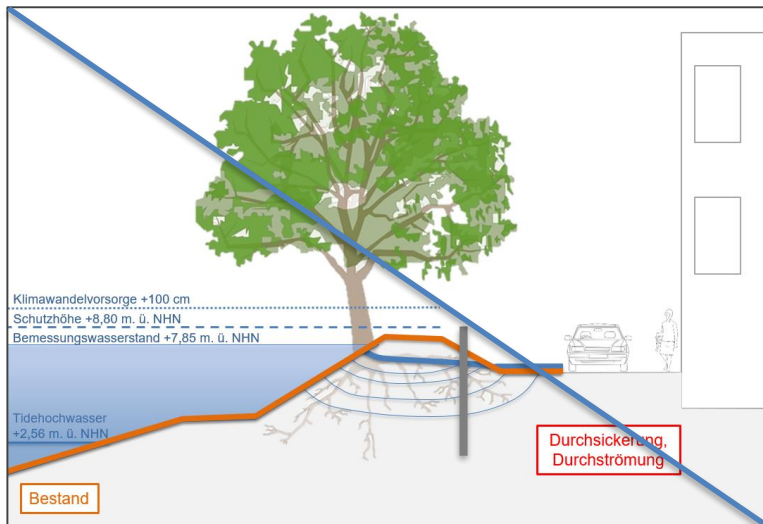 Klimawandelvorsorge +100 cm
Schutzhöhe +8,80 m. ü. NHN
Bemessungswasserstand +7,85 m. ü. NHN
Tidehochwasser
+2,56 m. ü. NHN
Durchsickerung,
Durchströmung
Bestand